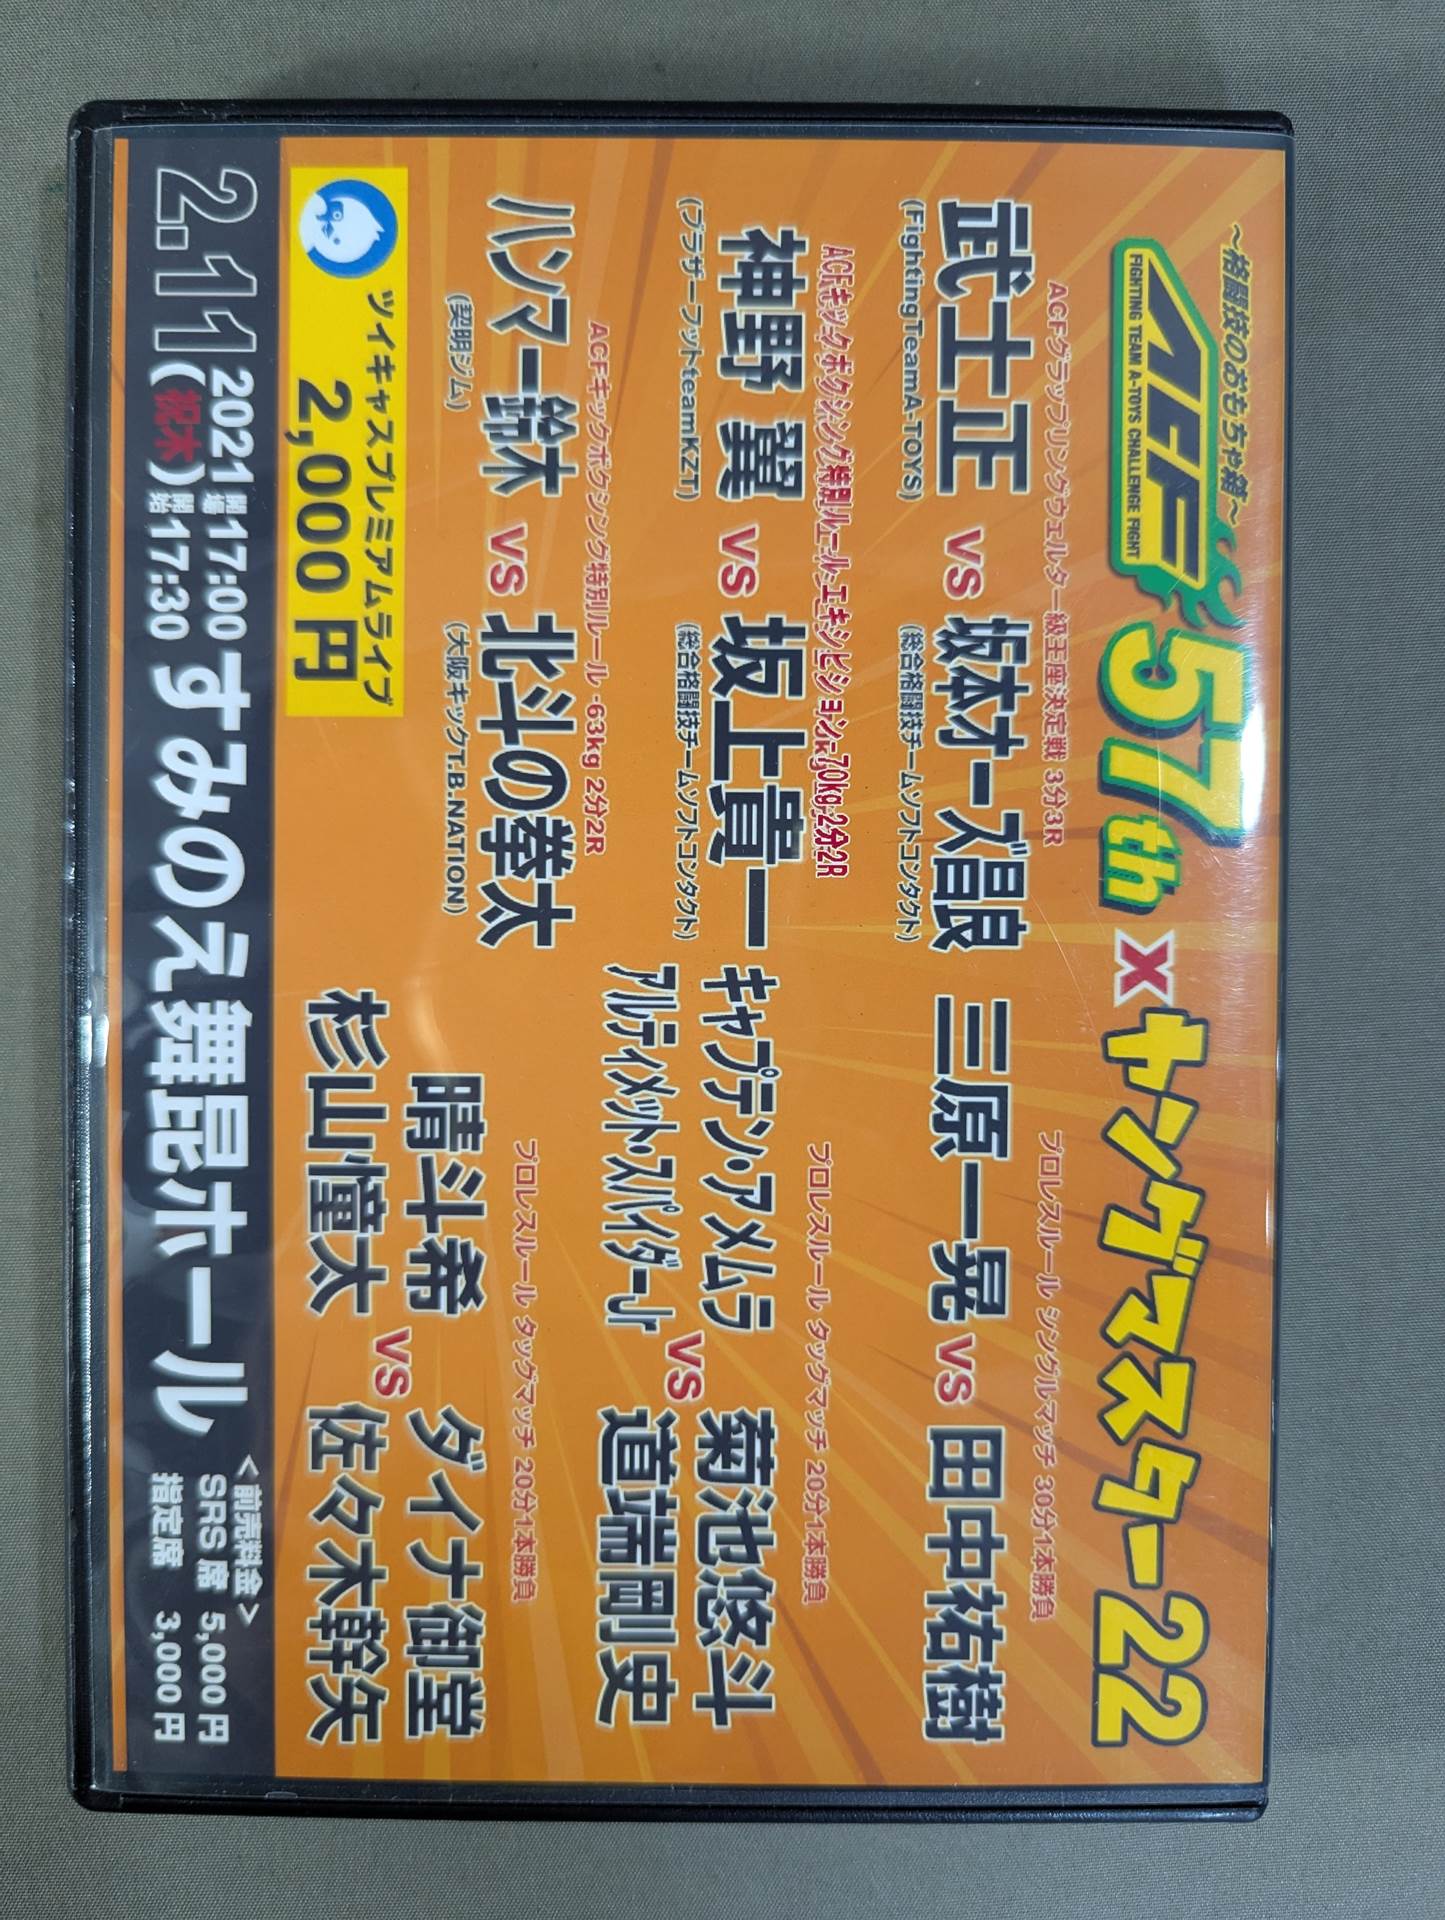 ～格闘技のおもちゃ箱～
ACF
FIGHTING TEAM A-TOYS CHALLENGE FIGHT
57th × ヤングマスター22
ACFグラップリングウェルター級王座決定戦 3分3R
武士正 VS 坂本オーズ昌良
(FightingTeamA-TOYS) (総合格闘技チームソフトコンタクト)
ACFキックボクシング特別ルール・エキシビション-70kg 2分2R
神野 翼 VS 坂上貴一
(ブラザーフットteamKZT) (総合格闘技チームソフトコンタクト)
ACFキックボクシング特別ルール -63kg 2分2R
ハンマー鈴木 VS 北斗の拳太
(契明ジム) (大阪キックT.B.NATION)
ツイキャスプレミアムライブ
2,000円
プロレスルール シングルマッチ 30分1本勝負
三原一晃 VS 田中祐樹
プロレスルール タッグマッチ 20分1本勝負
キャプテン・アメムラ
アルティメット・スパイダーJr
VS
菊池悠斗
道端剛史
プロレスルール タッグマッチ 20分1本勝負
晴斗希
杉山憧太
VS
ダイナ御堂
佐々木幹矢
2.11 2021 (祝木)
開場17:00
開始17:30
すみのえ舞昆ホール
<前売料金>
SRS席 5,000円
指定席 3,000円